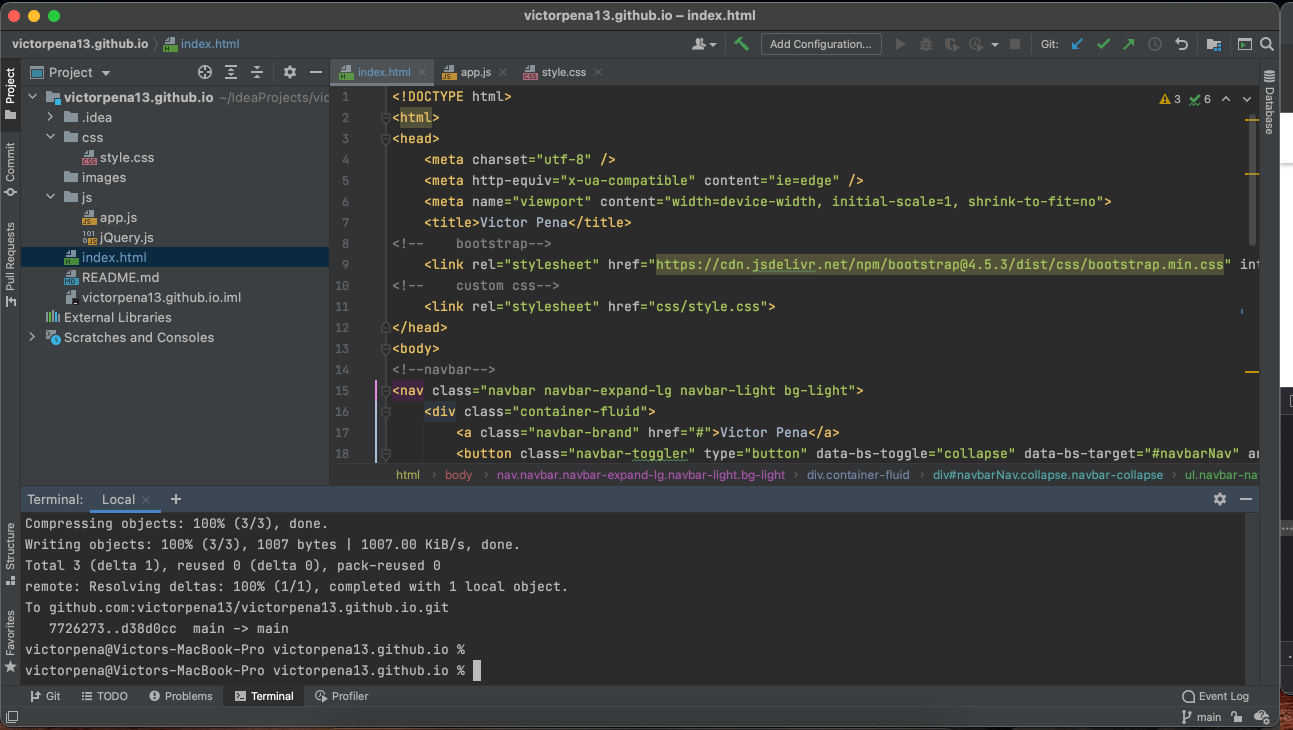 victorpena13.github.io – index.html
victorpena13.github.io index.html
Add Configuration...
Git:
Project
index.html
app.js
style.css
Project
Commit
Pull Requests
Structure
Favorites
Database
victorpena13.github.io ~/IdeaProjects/vic
.idea
css
style.css
images
js
app.js
jQuery.js
index.html
README.md
victorpena13.github.io.iml
External Libraries
Scratches and Consoles
3 6
1 <!DOCTYPE html>
2 <html>
3 <head>
4 <meta charset="utf-8" />
5 <meta http-equiv="x-ua-compatible" content="ie=edge" />
6 <meta name="viewport" content="width=device-width, initial-scale=1, shrink-to-fit=no">
7 <title>Victor Pena</title>
8 <!-- bootstrap-->
9 <link rel="stylesheet" href="https://cdn.jsdelivr.net/npm/bootstrap@4.5.3/dist/css/bootstrap.min.css" int
10 <!-- custom css-->
11 <link rel="stylesheet" href="css/style.css">
12 </head>
13 <body>
14 <!--navbar-->
15 <nav class="navbar navbar-expand-lg navbar-light bg-light">
16 <div class="container-fluid">
17 <a class="navbar-brand" href="#">Victor Pena</a>
18 <button class="navbar-toggler" type="button" data-bs-toggle="collapse" data-bs-target="#navbarNav" ar
html body nav.navbar.navbar-expand-lg.navbar-light.bg-light div.container-fluid div#navbarNav.collapse.navbar-collapse ul.navbar-na
Terminal: Local +
Compressing objects: 100% (3/3), done.
Writing objects: 100% (3/3), 1007 bytes | 1007.00 KiB/s, done.
Total 3 (delta 1), reused 0 (delta 0), pack-reused 0
remote: Resolving deltas: 100% (1/1), completed with 1 local object.
To github.com:victorpena13/victorpena13.github.io.git
7726273..d38d0cc main -> main
victorpena@Victors-MacBook-Pro victorpena13.github.io %
victorpena@Victors-MacBook-Pro victorpena13.github.io %
Git TODO Problems Terminal Profiler Event Log
main